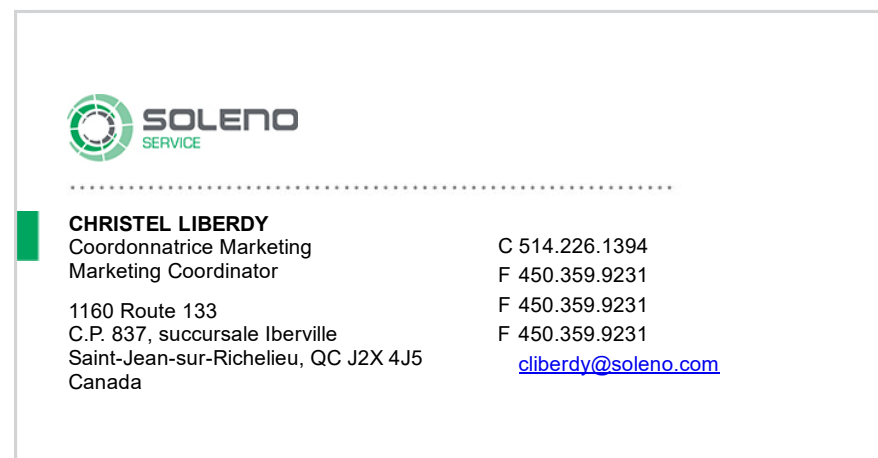 SOLENO
SERVICE
CHRISTEL LIBERDY
Coordonnatrice Marketing
Marketing Coordinator
1160 Route 133
C.P. 837, succursale Iberville
Saint-Jean-sur-Richelieu, QC J2X 4J5
Canada
C 514.226.1394
F 450.359.9231
F 450.359.9231
F 450.359.9231
cliberdy@soleno.com